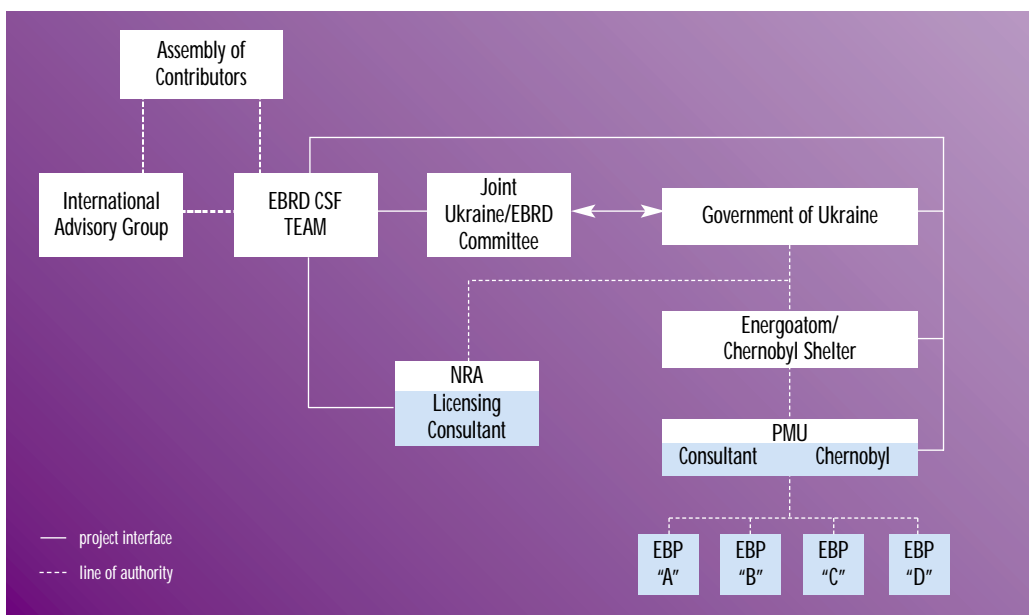 Assembly of
Contributors
International
Advisory Group
EBRD CSF
TEAM
Joint
Ukraine/EBRD
Committee
Government of Ukraine
Energoatom/
Chernobyl Shelter
NRA
Licensing
Consultant
PMU
Consultant Chernobyl
EBP
"A"
EBP
"B"
EBP
"C"
EBP
"D"
project interface
line of authority